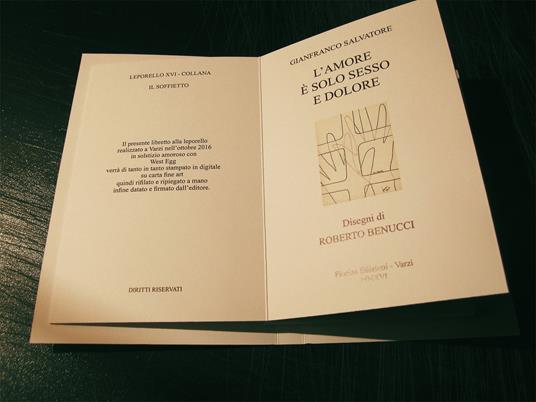 LEPORELLO XVI - COLLANA
IL SOFFIETTO
Il presente libretto alla leporello
realizzato a Varzi nell'ottobre 2016
in solstizio amoroso con
West Egg
verrà di tanto in tanto stampato in digitale
su carta fine art
quindi rifilato e ripiegato a mano
infine datato e firmato dall'editore.
DIRITTI RISERVATI
GIANFRANCO SALVATORE
L'AMORE
È SOLO SESSO
E DOLORE
Disegni di
ROBERTO BENUCCI
Edizioni - Varzi